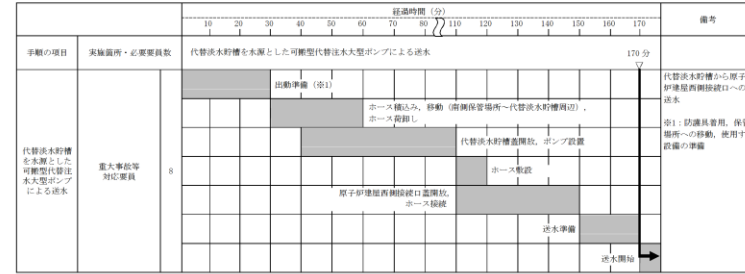 経過時間（分）
備考
10 20 30 40 50 60 70 80 110 120 130 140 150 160 170
手順の項目
実施箇所・必要要員数
代替淡水貯槽を水源とした可搬型代替注水大型ポンプによる送水
170 分
代替淡水貯槽
を水源とした
可搬型代替注
水大型ポンプ
による送水
重大事故等
対応要員
8
出動準備（※1）
ホース積込み，移動（南側保管場所～代替淡水貯槽周辺），
ホース荷卸し
代替淡水貯槽蓋開放，ポンプ設置
ホース敷設
原子炉建屋西側接続口蓋開放，
ホース接続
送水準備
送水開始
代替淡水貯槽から原子
炉建屋西側接続口への
送水
※1：防護具着用，保管
場所への移動，使用す
設備の準備